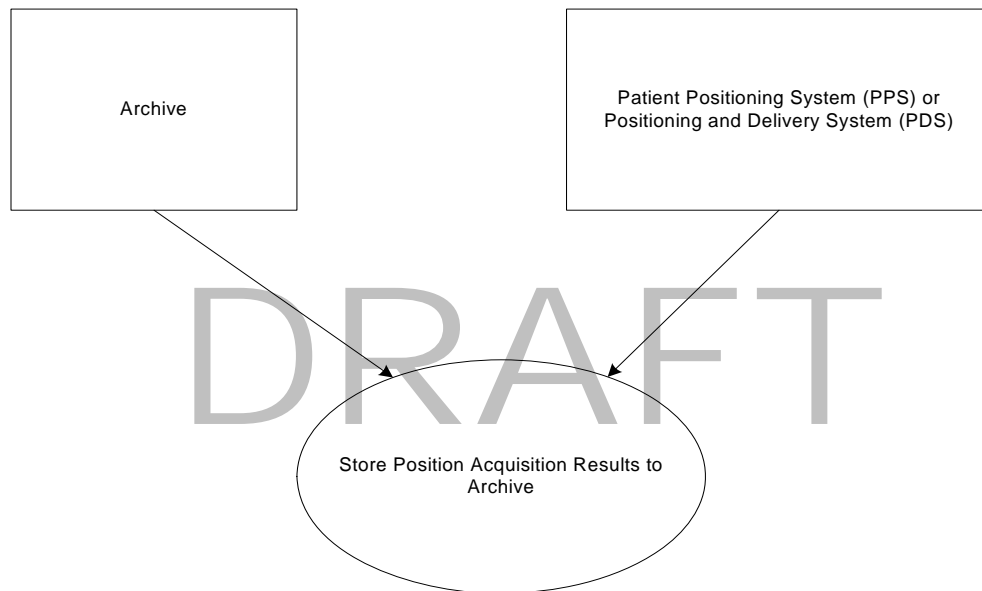 Archive
Patient Positioning System (PPS) or
Positioning and Delivery System (PDS)
DRAFT
Store Position Acquisition Results to
Archive